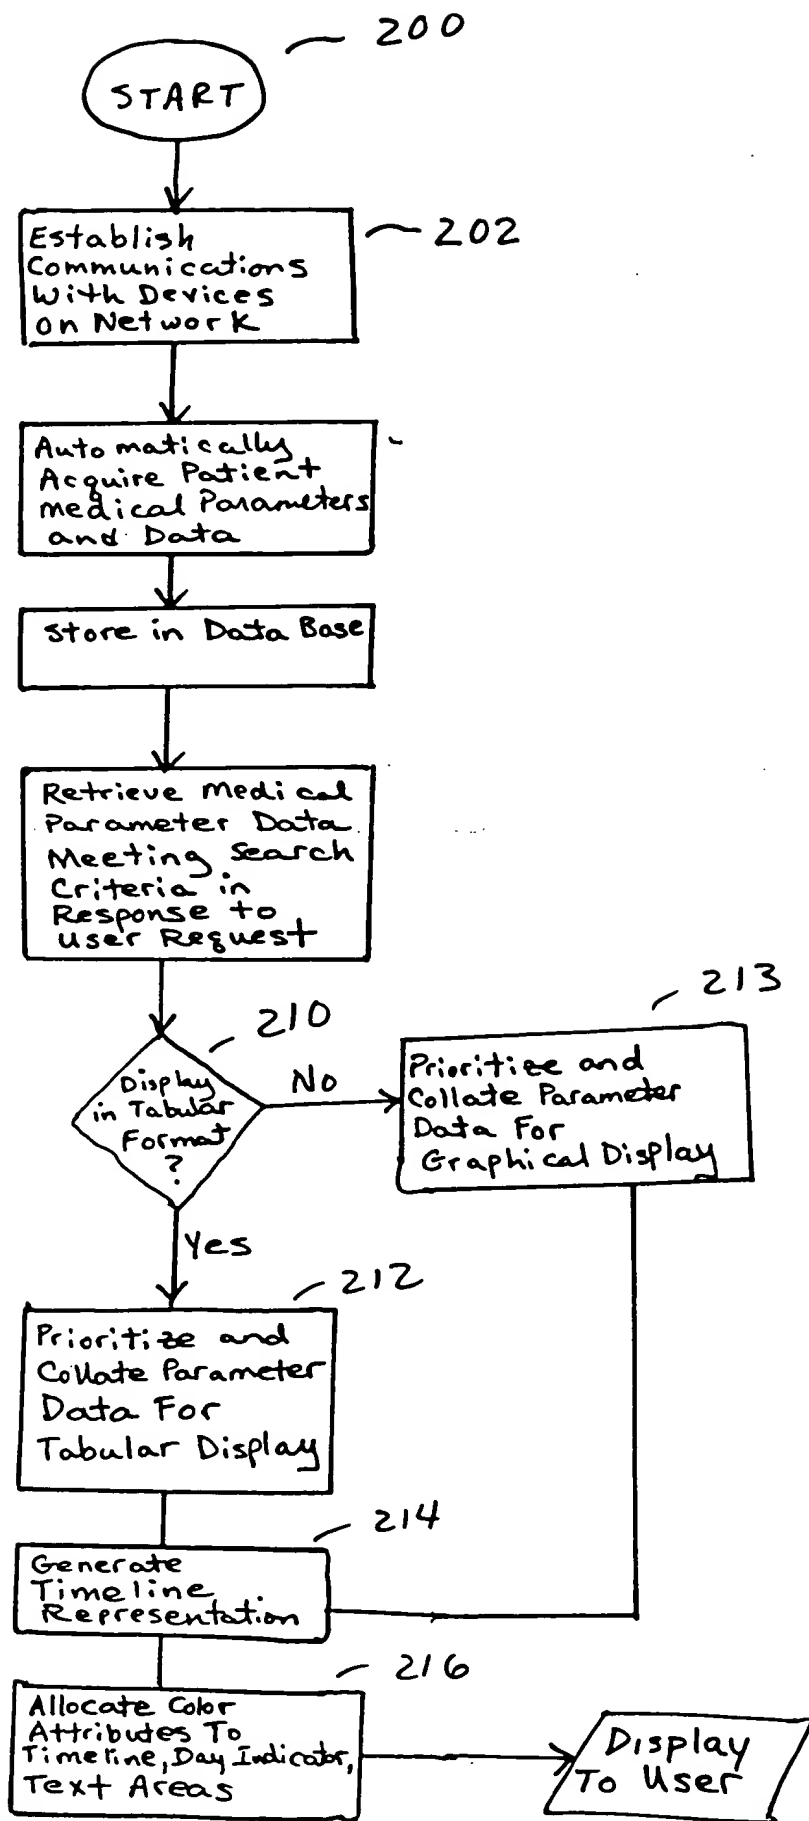 200
START
202
Establish
Communications
With Devices
on Network
Automatically
Acquire Patient
medical Parameters
and Data
Store in Data Base
Retrieve Medical
Parameter Data
Meeting Search
Criteria in
Response to
User Request
210
Display
in Tabular
Format
?
No
213
Prioritize and
Collate Parameter
Data For
Graphical Display
Yes
212
Prioritize and
Collate Parameter
Data For
Tabular Display
214
Generate
Timeline
Representation
216
Allocate Color
Attributes To
Timeline, Day Indicator,
Text Areas
Display
To User